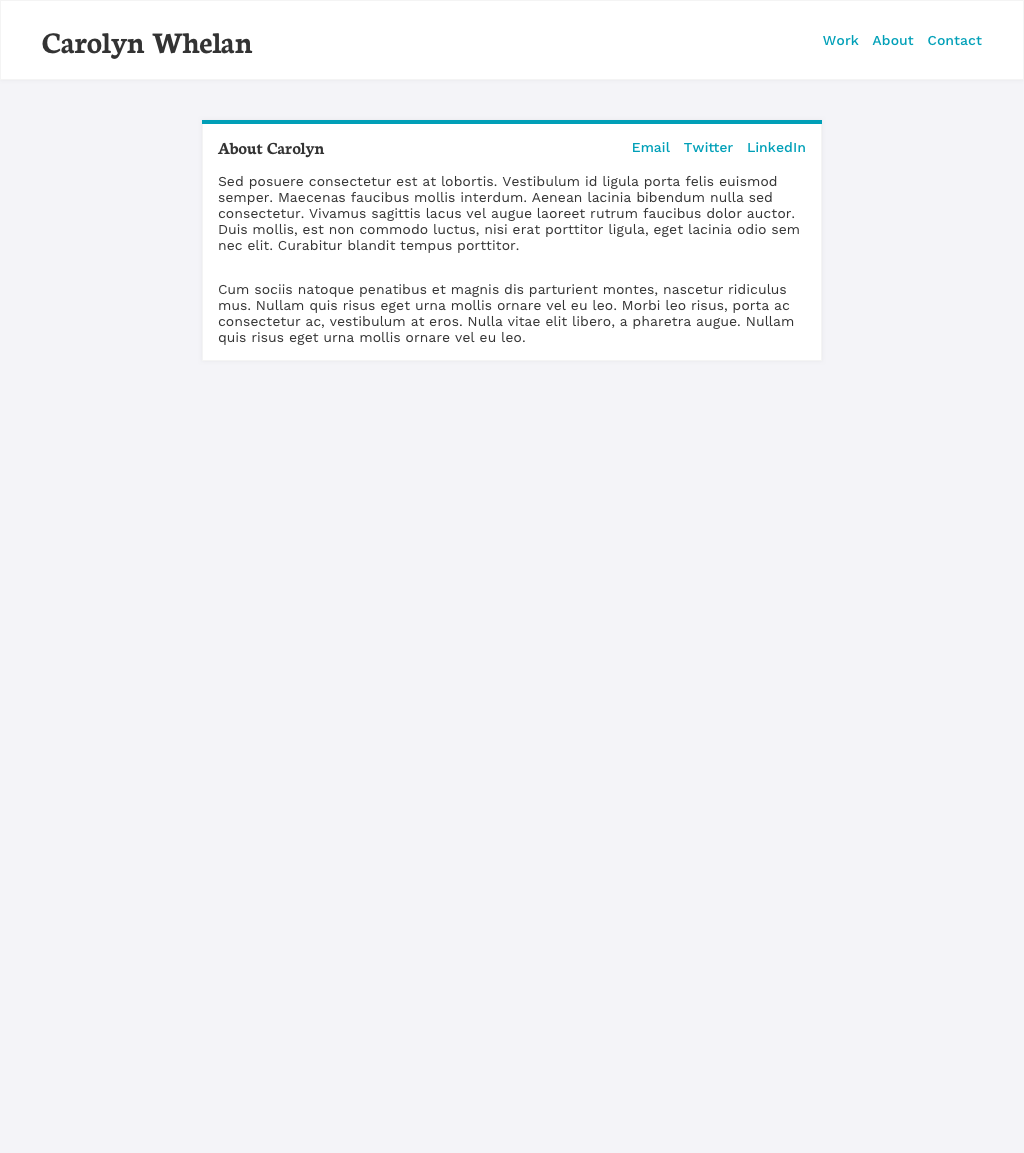 Carolyn Whelan
Work About Contact
About Carolyn
Email Twitter LinkedIn
Sed posuere consectetur est at lobortis. Vestibulum id ligula porta felis euismod
semper. Maecenas faucibus mollis interdum. Aenean lacinia bibendum nulla sed
consectetur. Vivamus sagittis lacus vel augue laoreet rutrum faucibus dolor auctor.
Duis mollis, est non commodo luctus, nisi erat porttitor ligula, eget lacinia odio sem
nec elit. Curabitur blandit tempus porttitor.
Cum sociis natoque penatibus et magnis dis parturient montes, nascetur ridiculus
mus. Nullam quis risus eget urna mollis ornare vel eu leo. Morbi leo risus, porta ac
consectetur ac, vestibulum at eros. Nulla vitae elit libero, a pharetra augue. Nullam
quis risus eget urna mollis ornare vel eu leo.